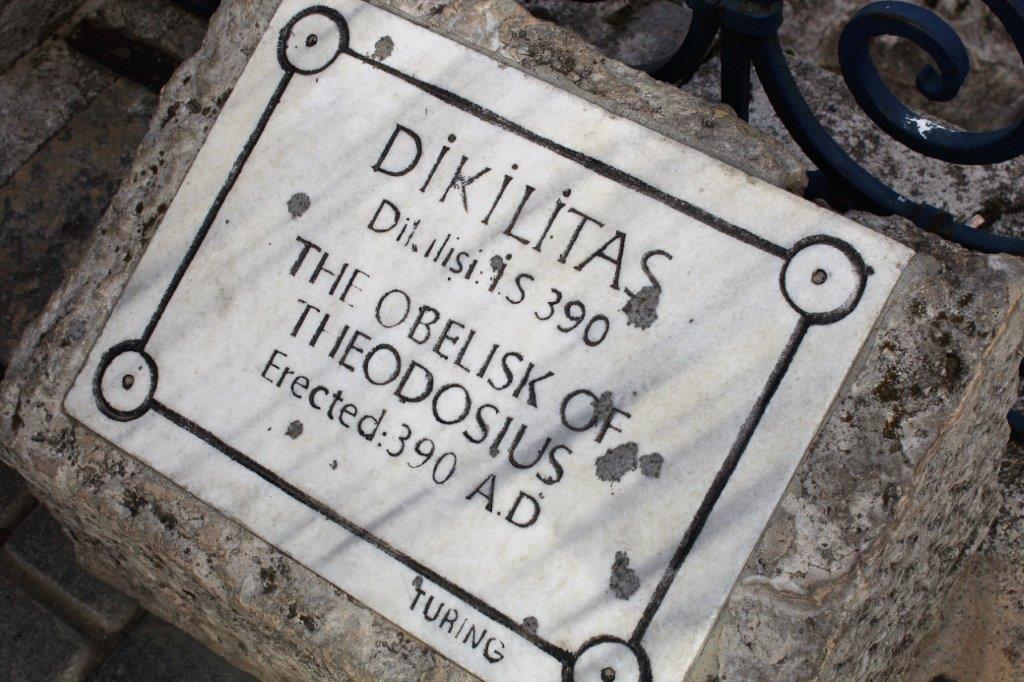 DİKİLİTAŞ
Dikilişi: İ.S 390
THE OBELISK OF
THEODOSIUS
Erected:390 A.D
TURING